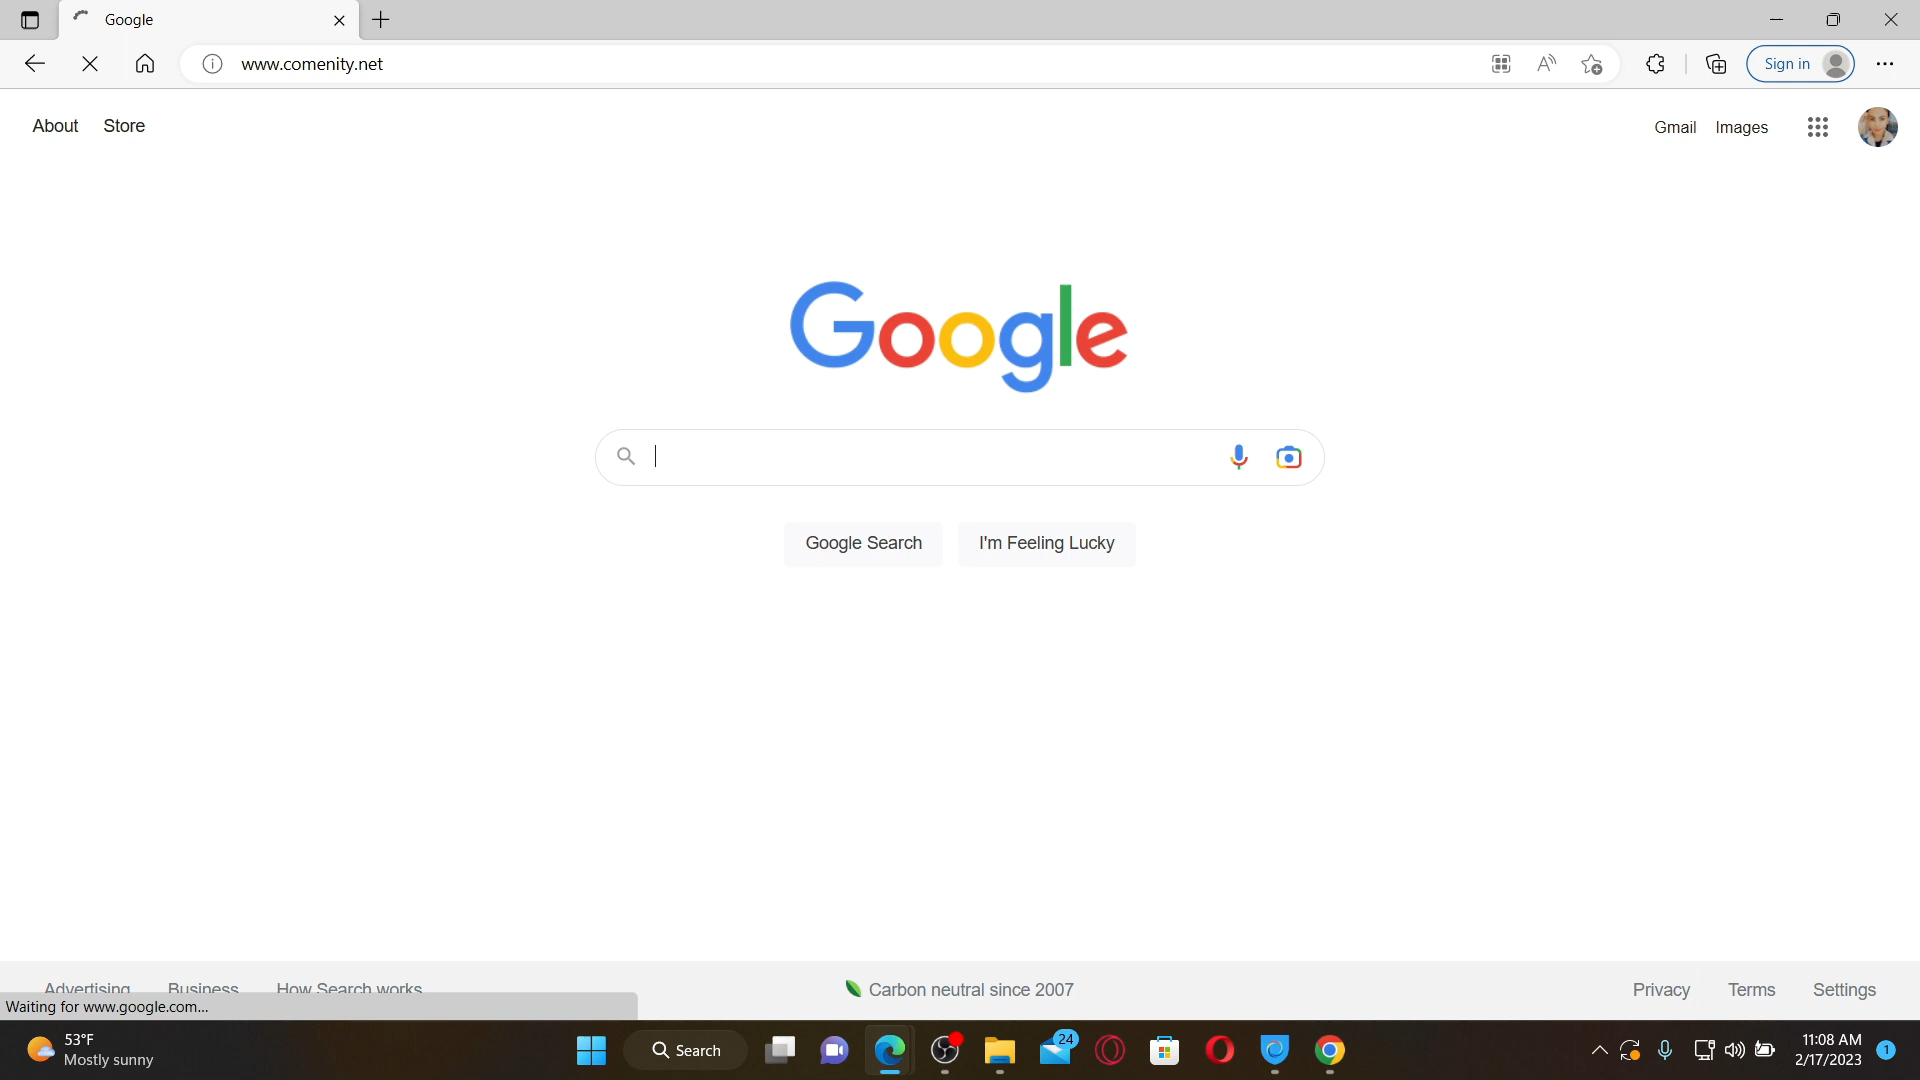 Google
www.comenity.net
Sign in
About Store
Gmail Images
Google
Google Search I'm Feeling Lucky
Advertising Business How Search works
Carbon neutral since 2007
Privacy Terms Settings
Waiting for www.google.com...
53°F
Mostly sunny
Search
24
11:08 AM
2/17/2023
1